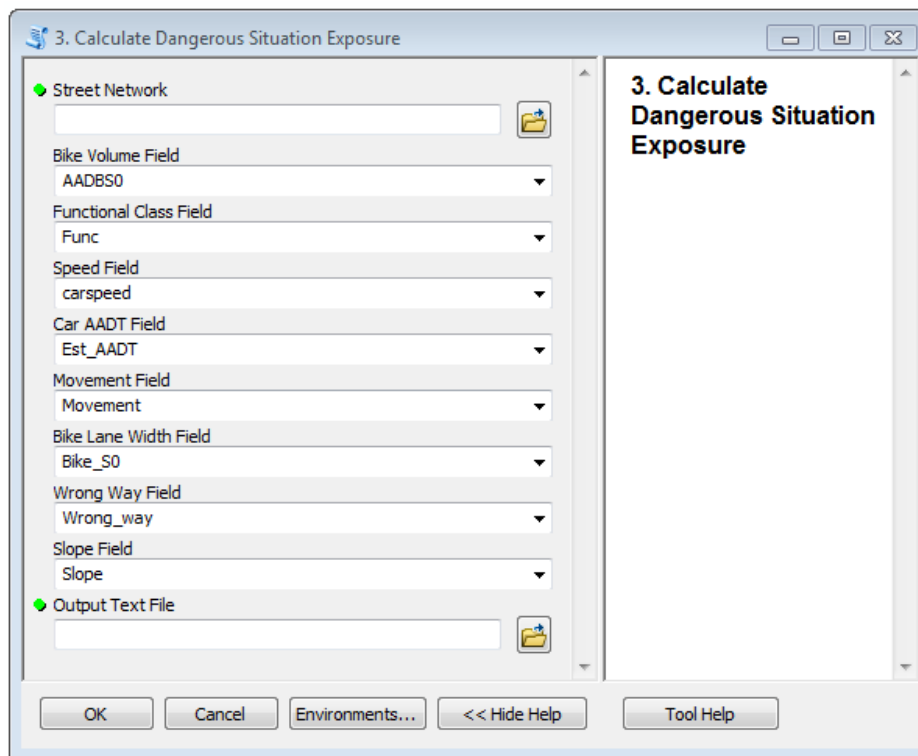 3. Calculate Dangerous Situation Exposure
Street Network
Bike Volume Field
AADBS0
Functional Class Field
Func
Speed Field
carspeed
Car AADT Field
Est_AADT
Movement Field
Movement
Bike Lane Width Field
Bike_S0
Wrong Way Field
Wrong_way
Slope Field
Slope
Output Text File
3. Calculate
Dangerous Situation
Exposure
OK
Cancel
Environments...
<< Hide Help
Tool Help